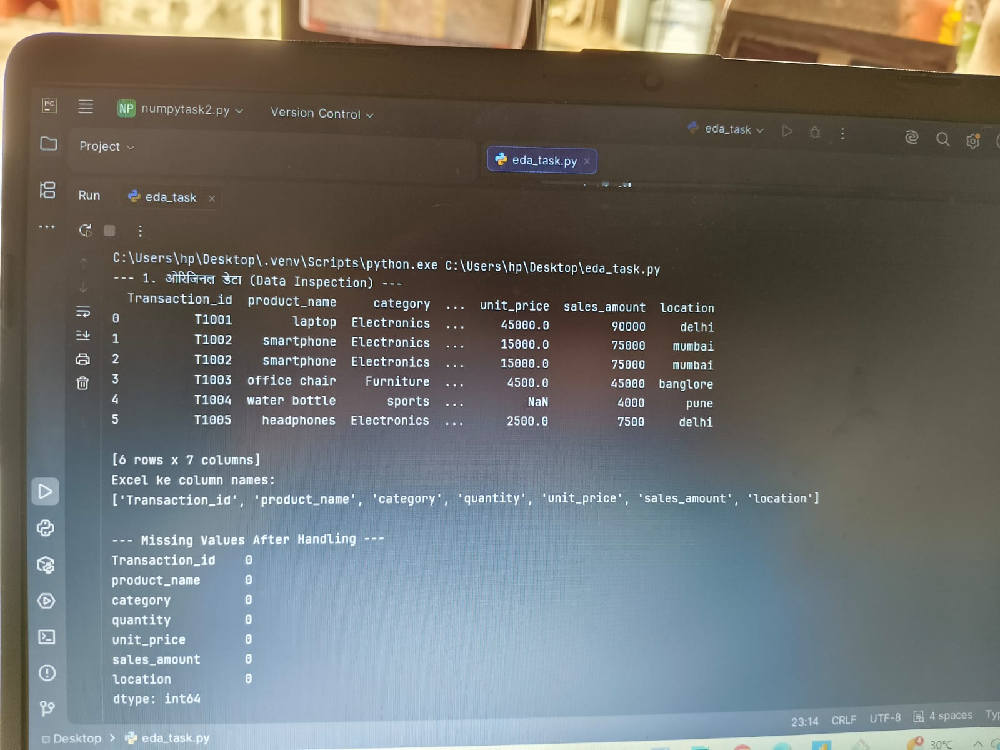 PC
NP numpytask2.py
Version Control
eda_task
Project
eda_task.py
Run
eda_task
C:\Users\hp\Desktop\.venv\Scripts\python.exe C:\Users\hp\Desktop\eda_task.py
--- 1. ओरिजिनल डेटा (Data Inspection) ---
Transaction_id product_name category ... unit_price sales_amount location
0 T1001 laptop Electronics ... 45000.0 90000 delhi
1 T1002 smartphone Electronics ... 15000.0 75000 mumbai
2 T1002 smartphone Electronics ... 15000.0 75000 mumbai
3 T1003 office chair Furniture ... 4500.0 45000 banglore
4 T1004 water bottle sports ... NaN 4000 pune
5 T1005 headphones Electronics ... 2500.0 7500 delhi
[6 rows x 7 columns]
Excel ke column names:
['Transaction_id', 'product_name', 'category', 'quantity', 'unit_price', 'sales_amount', 'location']
--- Missing Values After Handling ---
Transaction_id 0
product_name 0
category 0
quantity 0
unit_price 0
sales_amount 0
location 0
dtype: int64
23:14 CRLF UTF-8 4 spaces
Desktop > eda_task.py
4 30°C